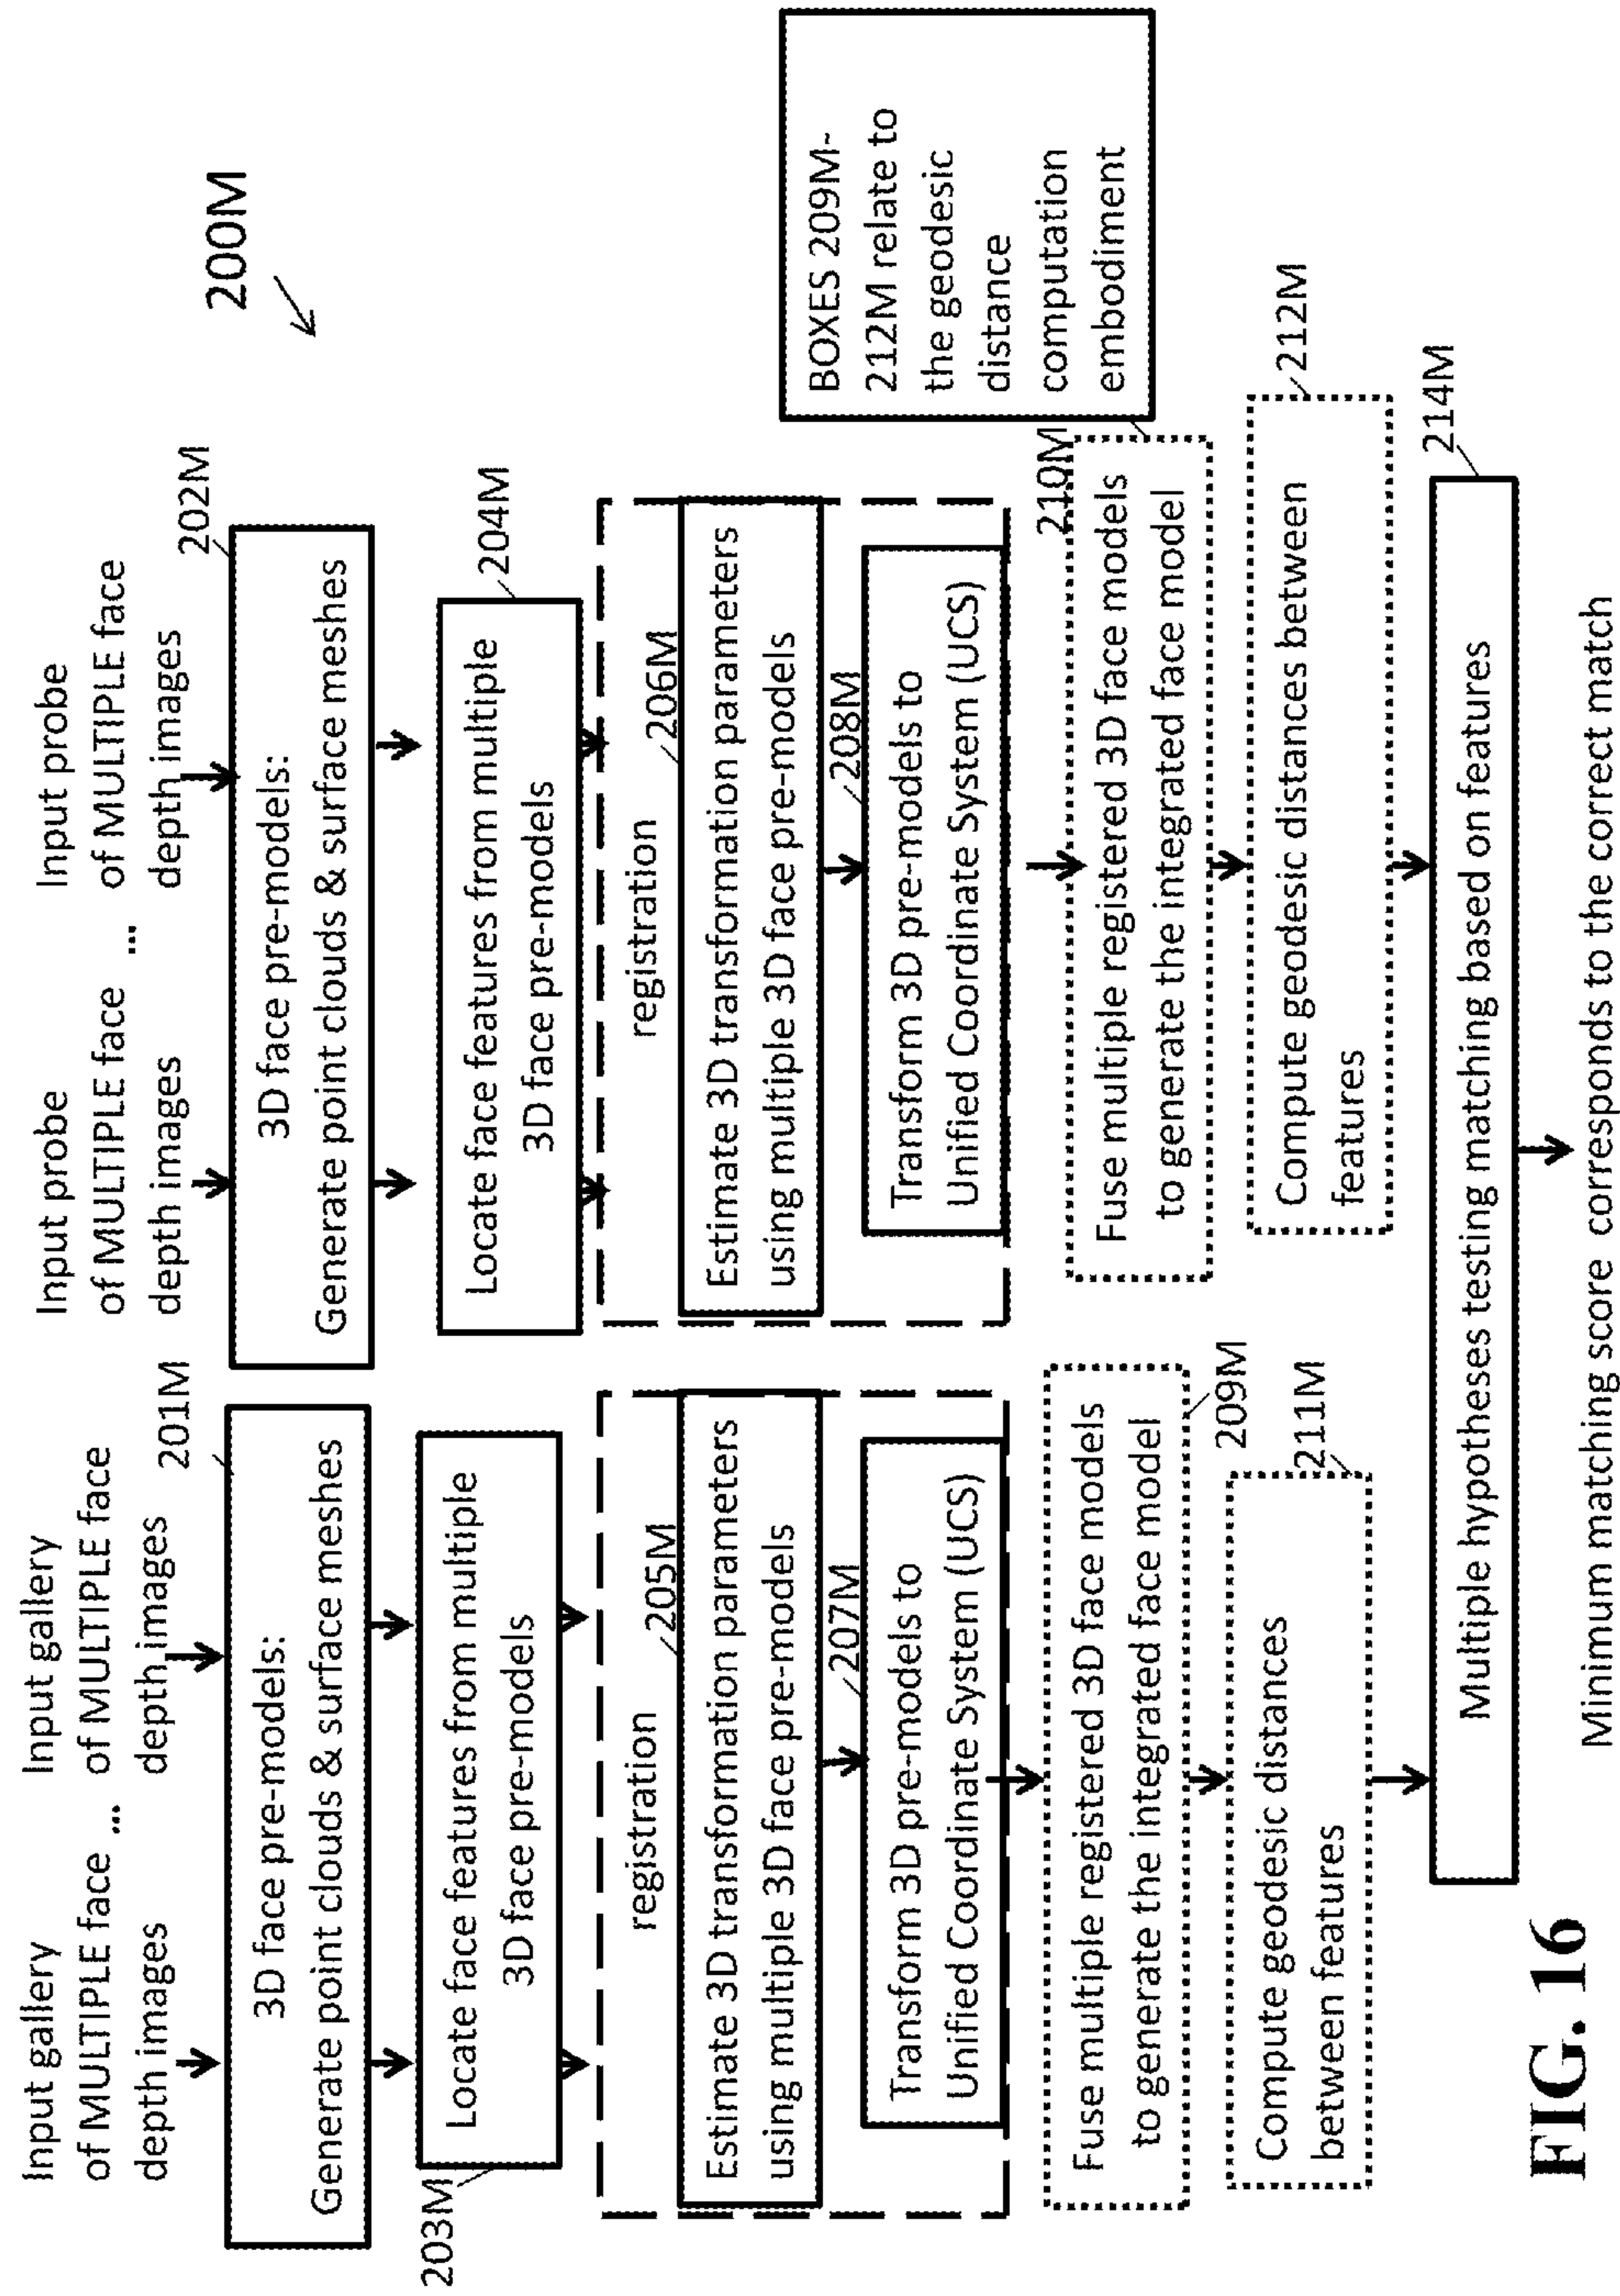 200M
Input gallery
of MULTIPLE face
depth images
...
Input gallery
of MULTIPLE face
depth images
201M
3D face pre-models:
Generate point clouds & surface meshes
203M
Locate face features from multiple
3D face pre-models
registration
205M
Estimate 3D transformation parameters
using multiple 3D face pre-models
207M
Transform 3D pre-models to
Unified Coordinate System (UCS)
Fuse multiple registered 3D face models
to generate the integrated face model
209M
211M
Compute geodesic distances
between features
Input probe
of MULTIPLE face
depth images
...
Input probe
of MULTIPLE face
depth images
202M
3D face pre-models:
Generate point clouds & surface meshes
204M
Locate face features from multiple
3D face pre-models
registration
206M
Estimate 3D transformation parameters
using multiple 3D face pre-models
208M
Transform 3D pre-models to
Unified Coordinate System (UCS)
210M
Fuse multiple registered 3D face models
to generate the integrated face model
212M
Compute geodesic distances between
features
BOXES 209M-
212M relate to
the geodesic
distance
computation
embodiment
214M
Multiple hypotheses testing matching based on features
Minimum matching score corresponds to the correct match
FIG. 16